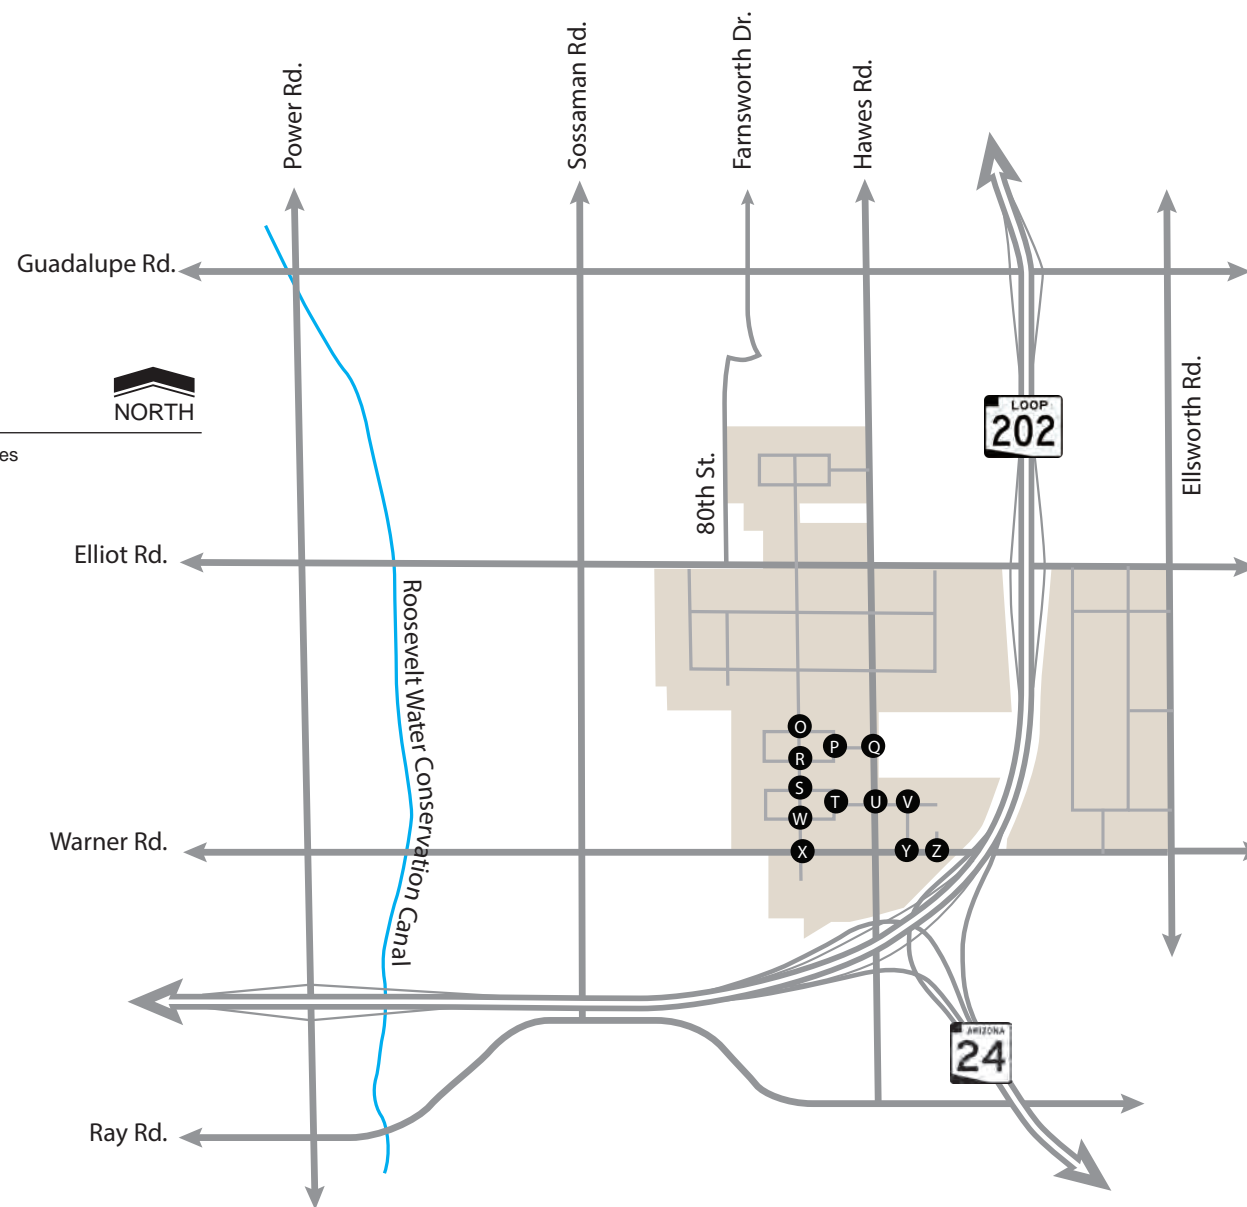 Power Rd.
Sossaman Rd.
Farnsworth Dr.
Hawes Rd.
Guadalupe Rd.
NORTH
es
LOOP
202
Ellsworth Rd.
80th St.
Elliot Rd.
Roosevelt Water Conservation Canal
O
P
Q
R
S
T
U
V
W
Warner Rd.
X
Y
Z
ARIZONA
24
Ray Rd.